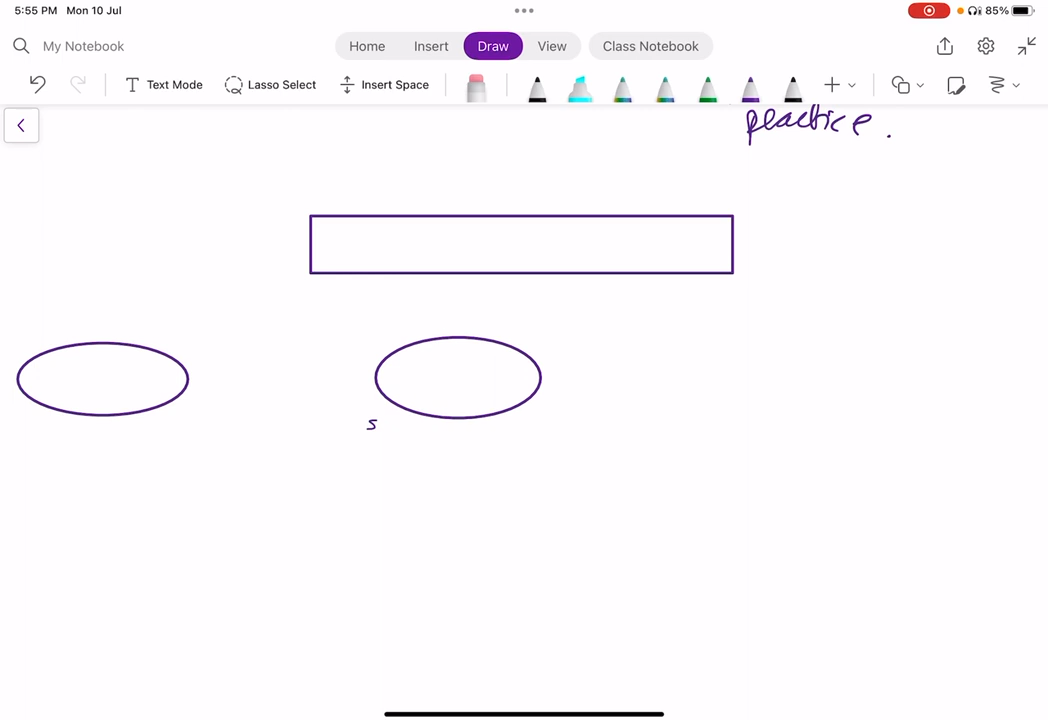 5:55 PM Mon 10 Jul
85%
My Notebook
Home Insert Draw View Class Notebook
Text Mode Lasso Select Insert Space
practice.
s